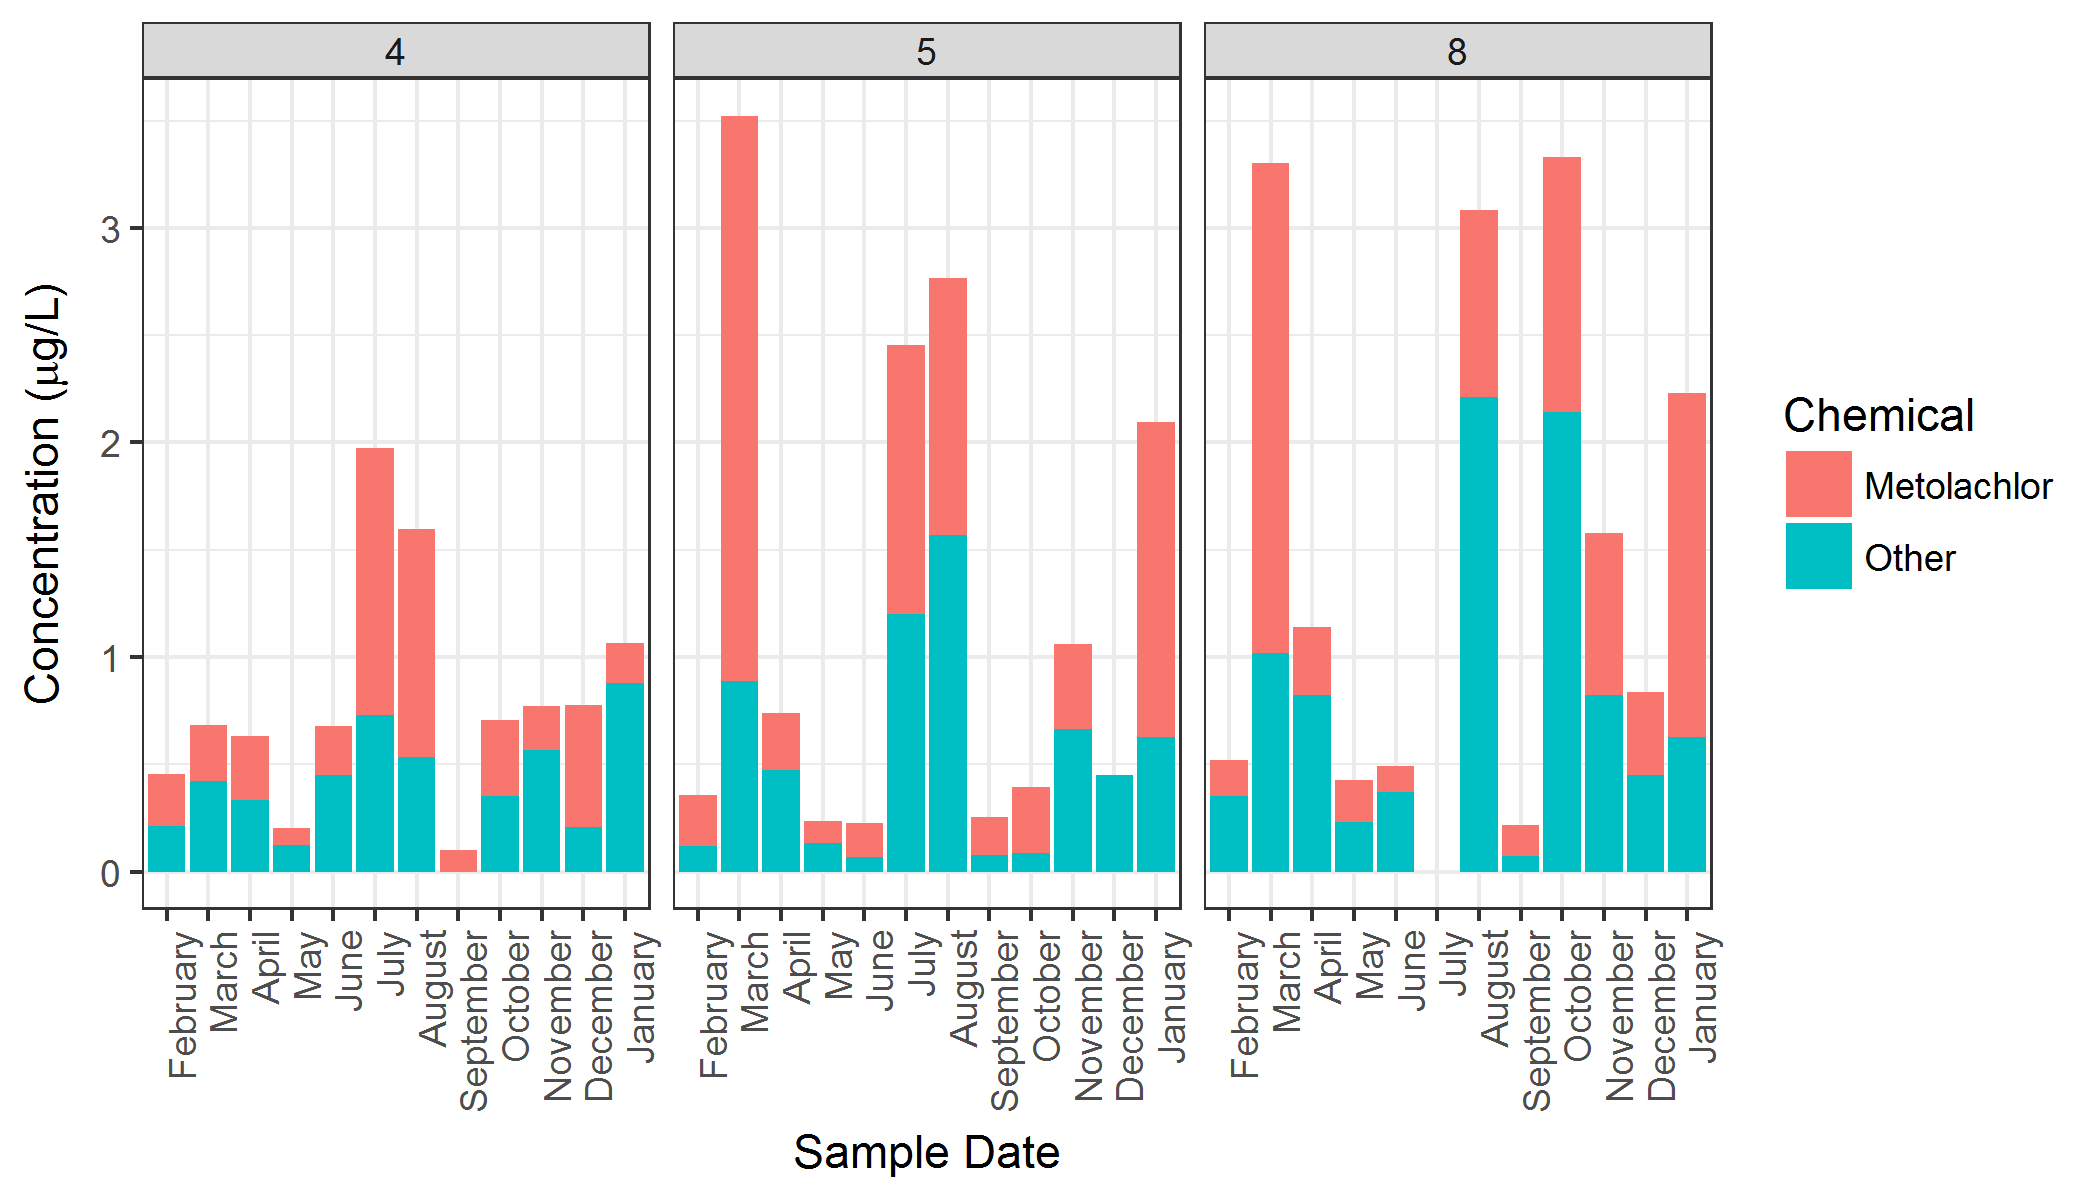 4 5 8
Concentration (µg/L)
3
2
1
0
February March April May June July August September October November December January
February March April May June July August September October November December January
February March April May June July August September October November December January
Sample Date
Chemical
Metolachlor
Other